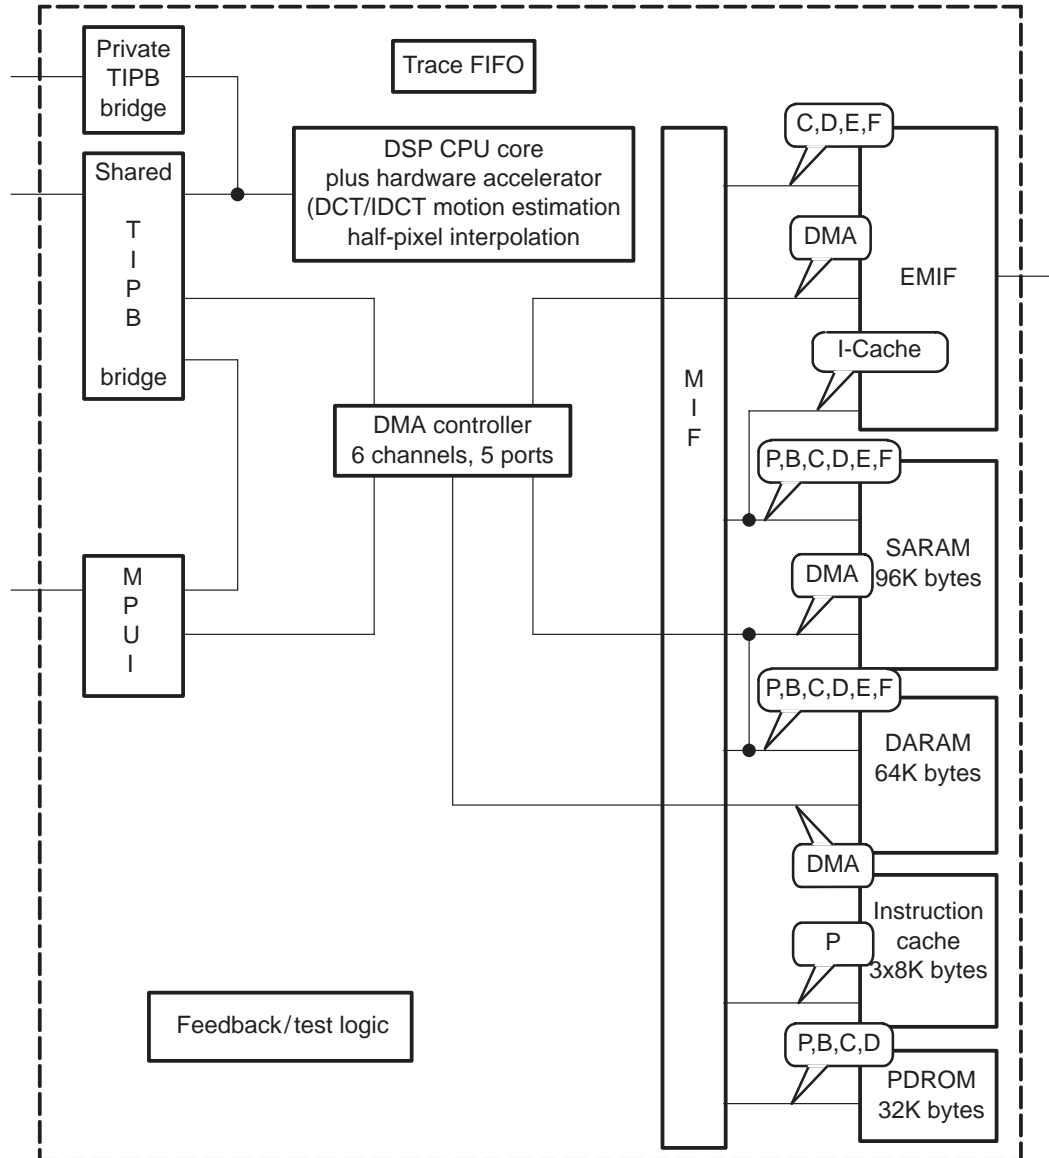 Private
TIPB
bridge
Trace FIFO
Shared
T
I
P
B
bridge
DSP CPU core
plus hardware accelerator
(DCT/IDCT motion estimation
half-pixel interpolation
C,D,E,F
DMA
EMIF
I-Cache
M
I
F
DMA controller
6 channels, 5 ports
P,B,C,D,E,F
SARAM
96K bytes
DMA
M
P
U
I
P,B,C,D,E,F
DARAM
64K bytes
DMA
Instruction
cache
3x8K bytes
P
Feedback/test logic
P,B,C,D
PDROM
32K bytes